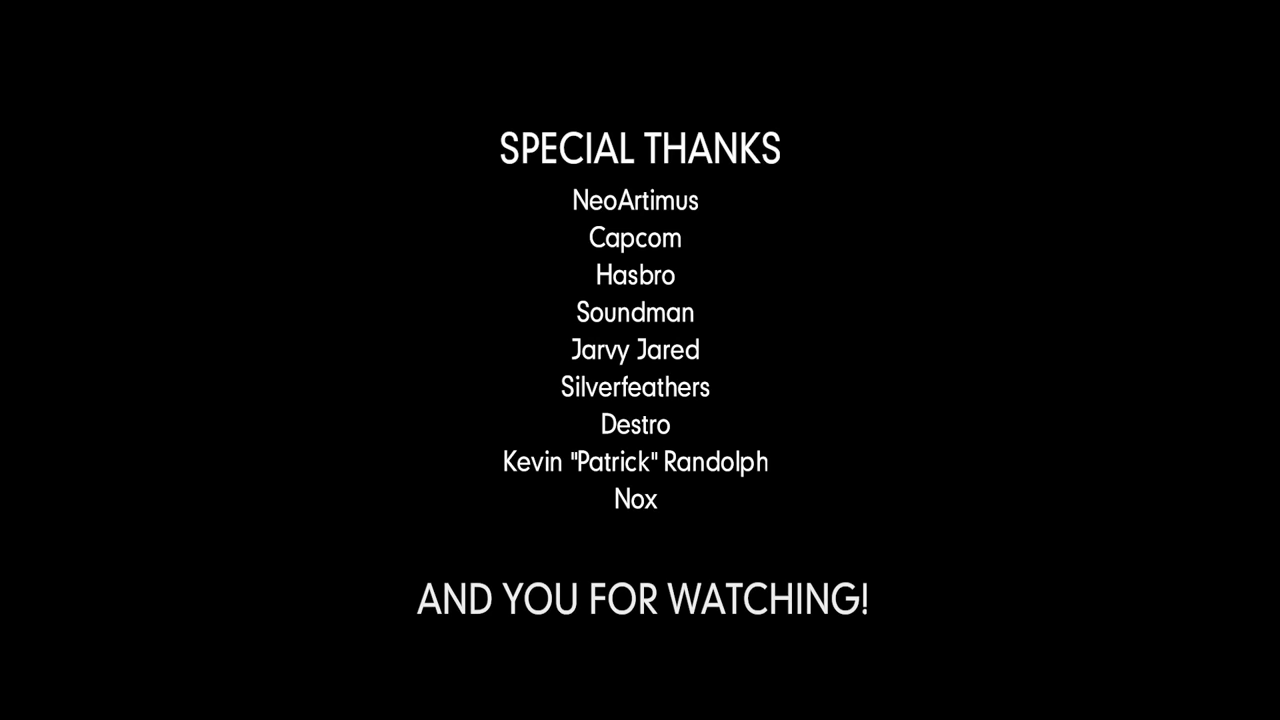 SPECIAL THANKS
NeoArtimus
Capcom
Hasbro
Soundman
Jarvy Jared
Silverfeathers
Destro
Kevin "Patrick" Randolph
Nox
AND YOU FOR WATCHING!